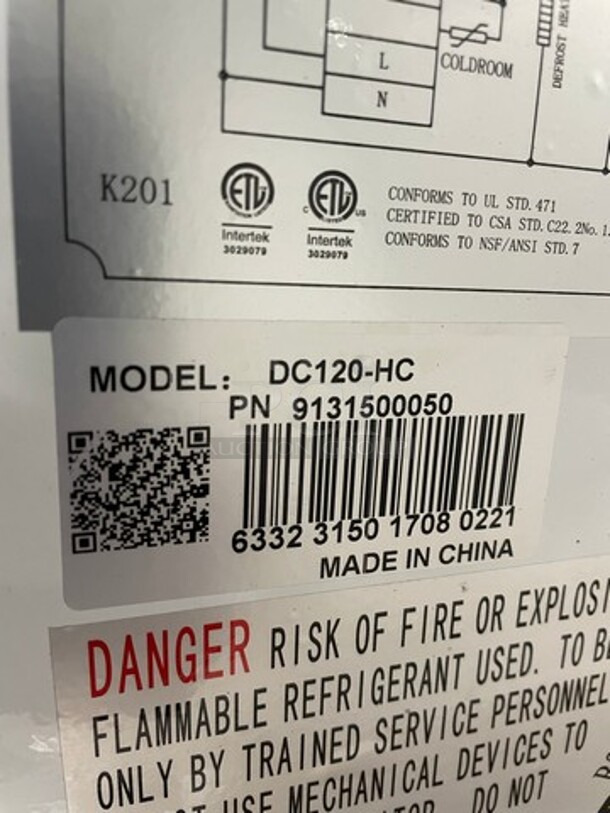 L
COLDROOM
N
DEFROST
K201
ETL
Intertek
3029079
C ETL US
Intertek
3029079
CONFORMS TO UL STD. 471
CERTIFIED TO CSA STD. C22. 2No. 1
CONFORMS TO NSF/ANSI STD. 7
MODEL: DC120-HC
PN 9131500050
6332 3150 1708 0221
MADE IN CHINA
DANGER RISK OF FIRE OR EXPLOSI
FLAMMABLE REFRIGERANT USED. TO B
ONLY BY TRAINED SERVICE PERSONNEL
USE MECHANICAL DEVICES TO
DO NOT